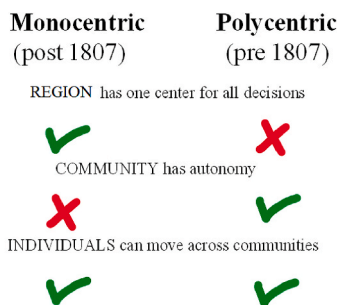 Monocentric Polycentric
(post 1807) (pre 1807)
REGION has one center for all decisions
COMMUNITY has autonomy
INDIVIDUALS can move across communities